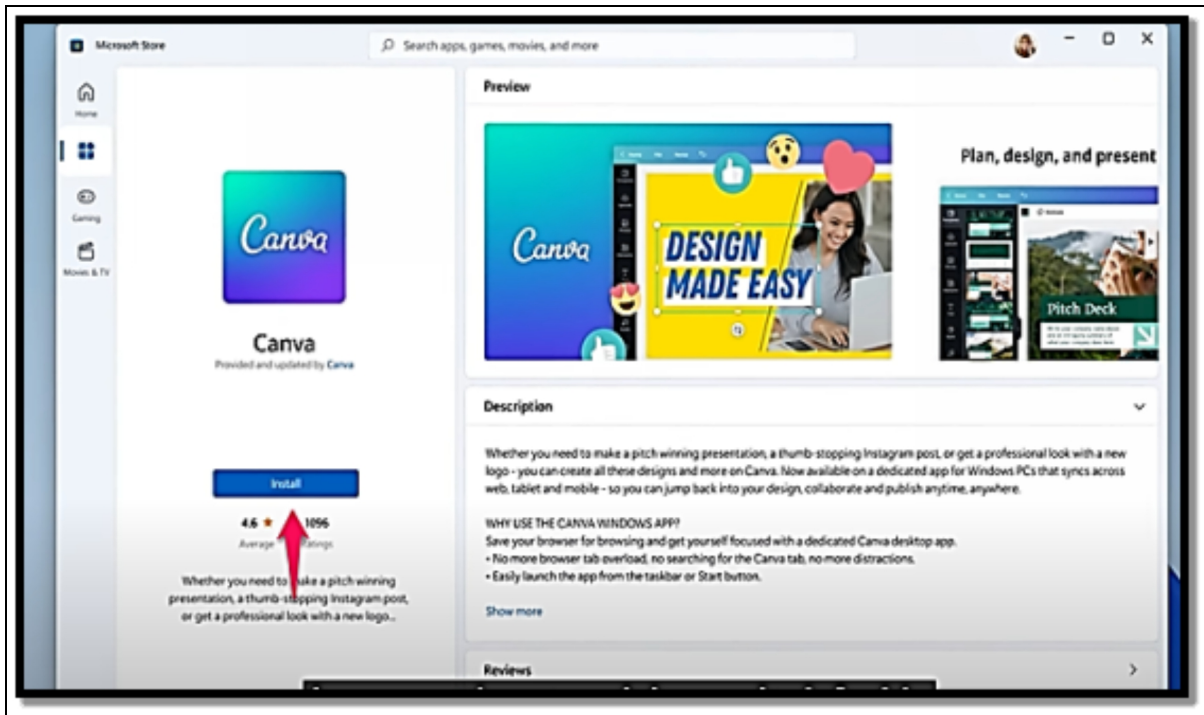 Microsoft Store
Search apps, games, movies, and more
Home
Gaming
Movies & TV
Canva
Canva
Provided and updated by Canva
Install
4.6 ★ 1096
Average Ratings
Whether you need to make a pitch winning
presentation, a thumb-stopping Instagram post,
or get a professional look with a new logo...
Preview
Canva
DESIGN
MADE EASY
Plan, design, and present
Pitch Deck
Description
Whether you need to make a pitch winning presentation, a thumb-stopping Instagram post, or get a professional look with a new
logo - you can create all these designs and more on Canva. Now available on a dedicated app for Windows PCs that syncs across
web, tablet and mobile - so you can jump back into your design, collaborate and publish anytime, anywhere.
WHY USE THE CANVA WINDOWS APP?
Save your browser for browsing and get yourself focused with a dedicated Canva desktop app.
• No more browser tab overload, no searching for the Canva tab, no more distractions.
• Easily launch the app from the taskbar or Start button.
Show more
Reviews